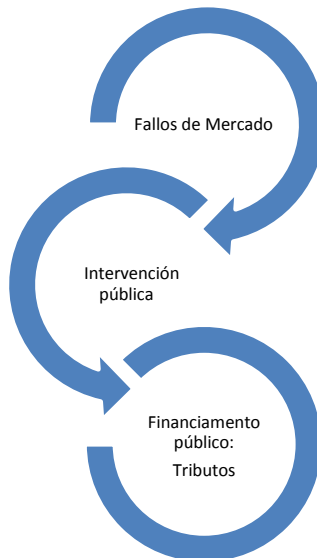 Fallos de Mercado
Intervención
pública
Financiamento
público:
Tributos